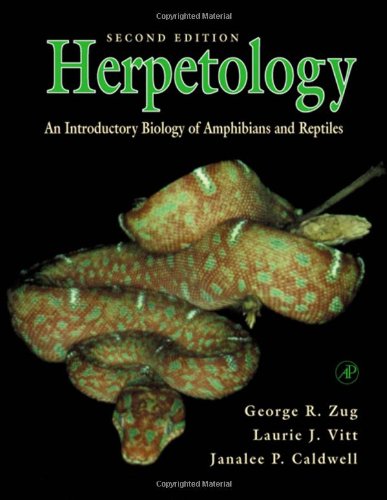 Copyrighted Material
SECOND EDITION
Herpetology
An Introductory Biology of Amphibians and Reptiles
AP
George R. Zug
Laurie J. Vitt
Janalee P. Caldwell
Copyrighted Material